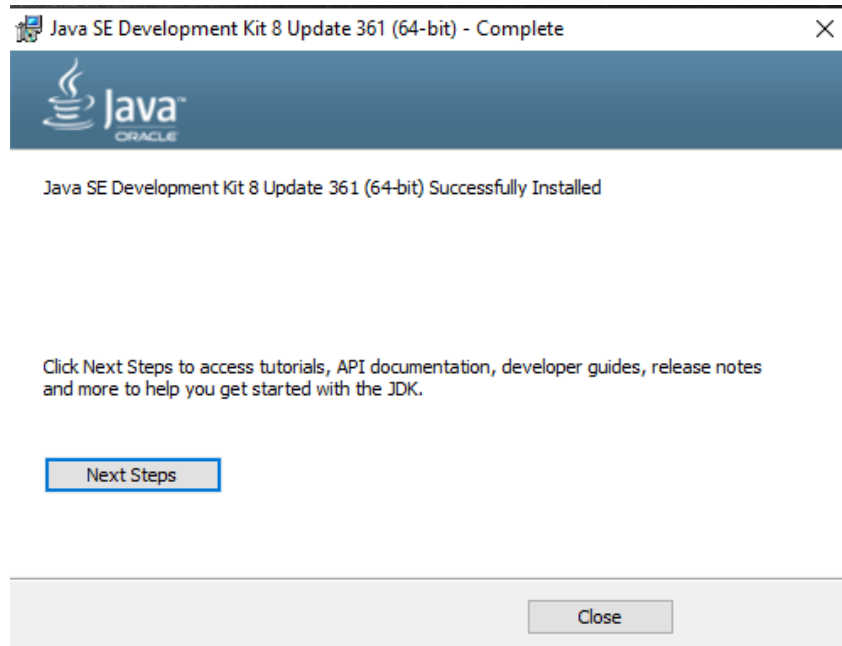 Java SE Development Kit 8 Update 361 (64-bit) - Complete
Java™
ORACLE
Java SE Development Kit 8 Update 361 (64-bit) Successfully Installed
Click Next Steps to access tutorials, API documentation, developer guides, release notes
and more to help you get started with the JDK.
Next Steps
Close